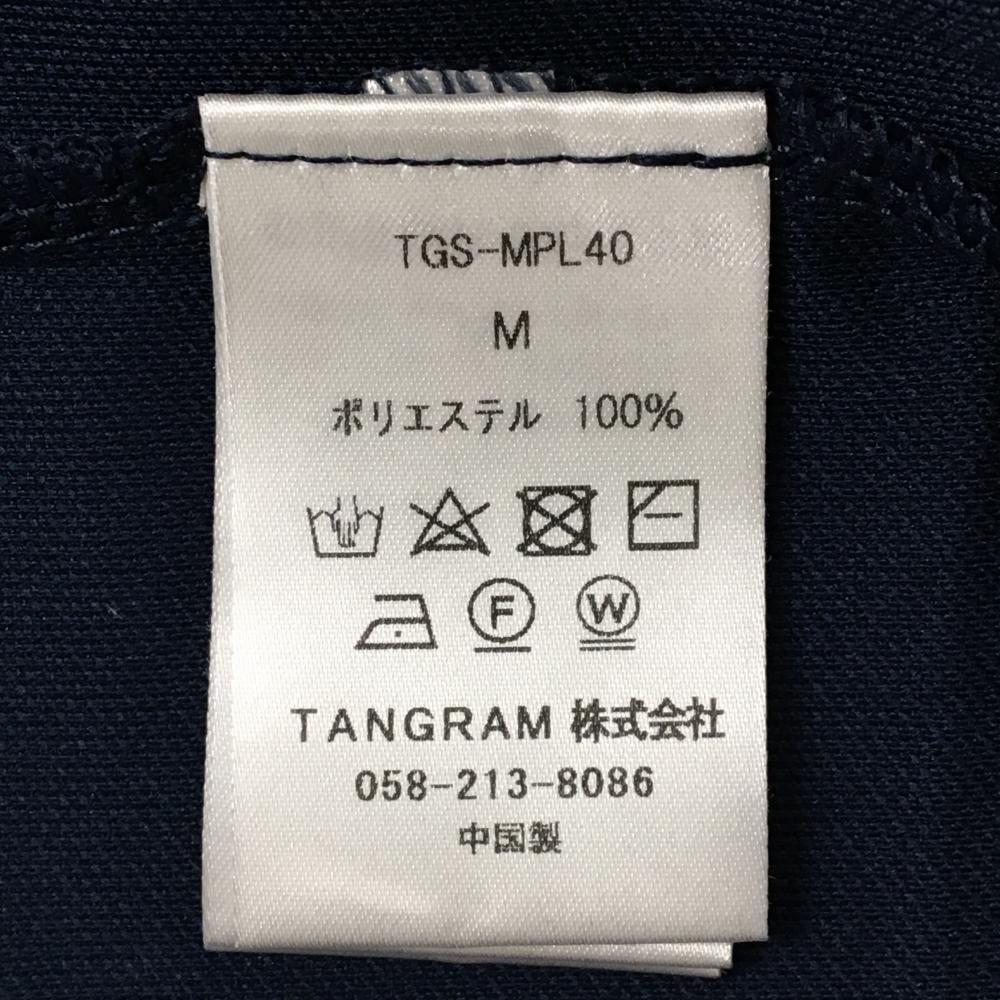 TGS-MPL40
M
ポリエステル 100%
F W
TANGRAM 株式会社
058-213-8086
中国製